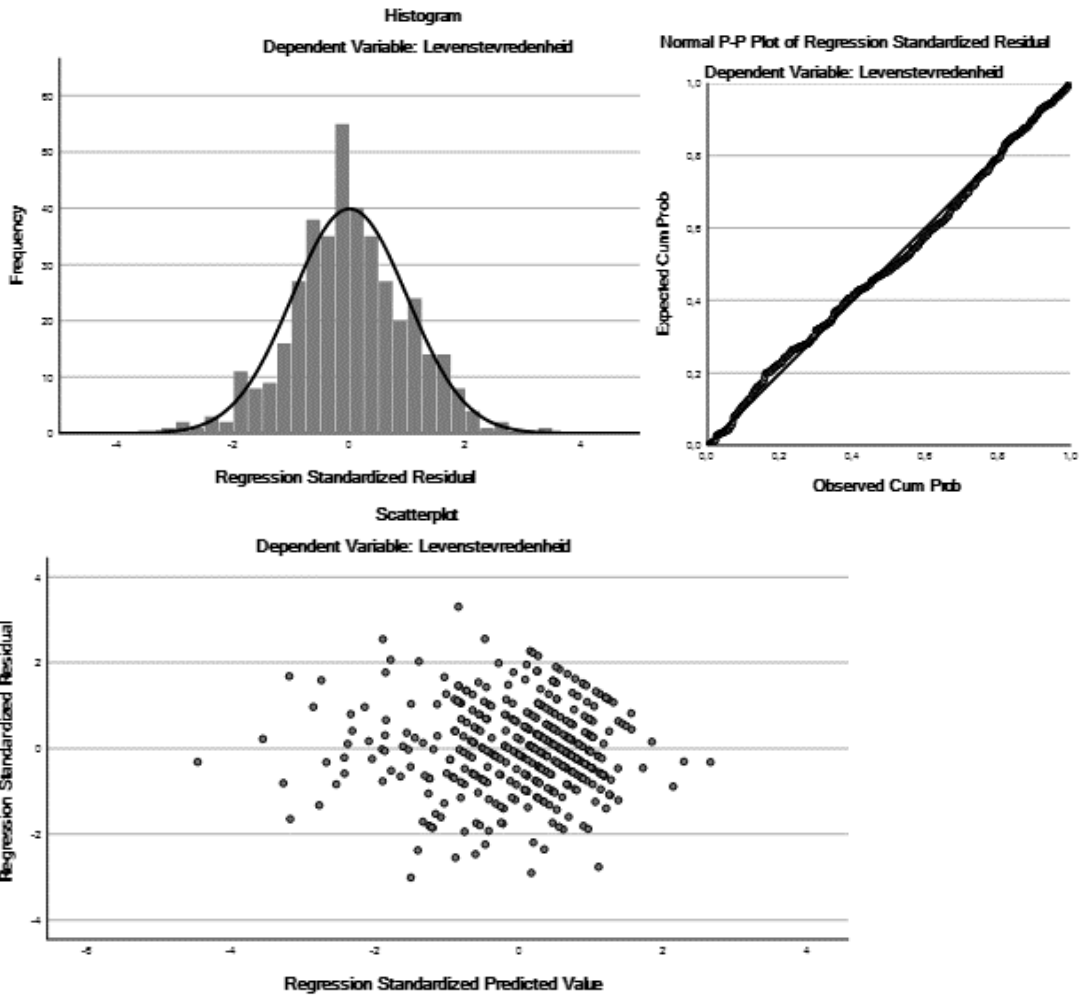 Histogram
Dependent Variable: Levenstevredenheid
60
50
40
30
20
10
0
-4
-2
0
2
4
Frequency
Regression Standardized Residual
Normal P-P Plot of Regression Standardized Residual
Dependent Variable: Levenstevredenheid
1,0
0,8
0,6
0,4
0,2
0,0
0,0
0,2
0,4
0,6
0,8
1,0
Expected Cum Prob
Observed Cum Prob
Scatterplot
Dependent Variable: Levenstevredenheid
4
2
0
-2
-4
-6
-4
-2
0
2
4
Regression Standardized Residual
Regression Standardized Predicted Value